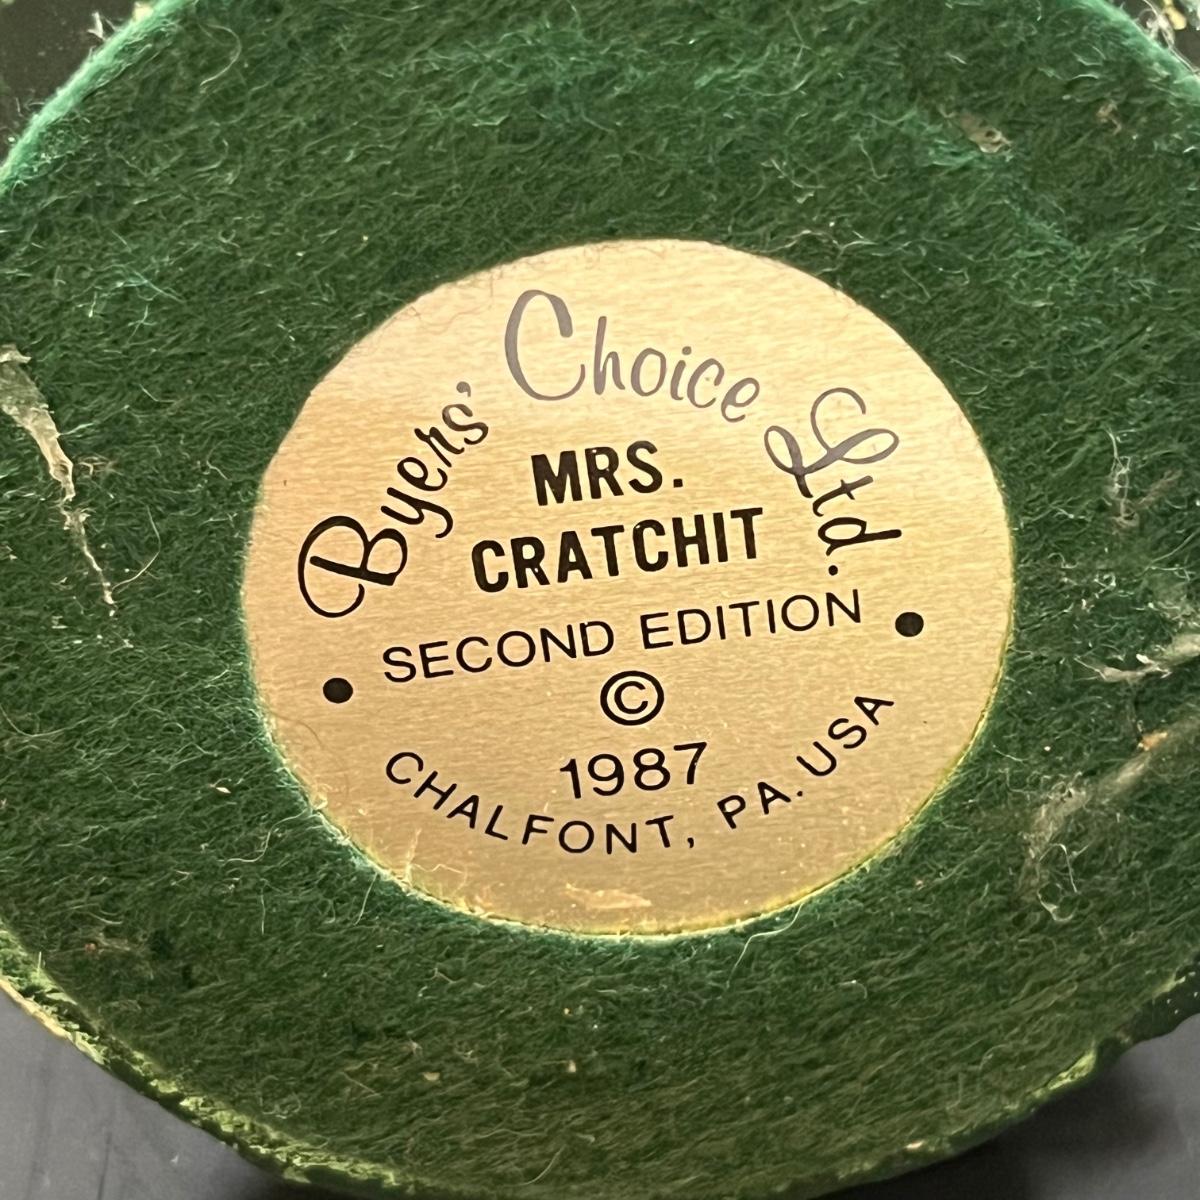 Byers' Choice Ltd.
MRS.
CRATCHIT
SECOND EDITION
©
1987
CHALFONT, PA. USA